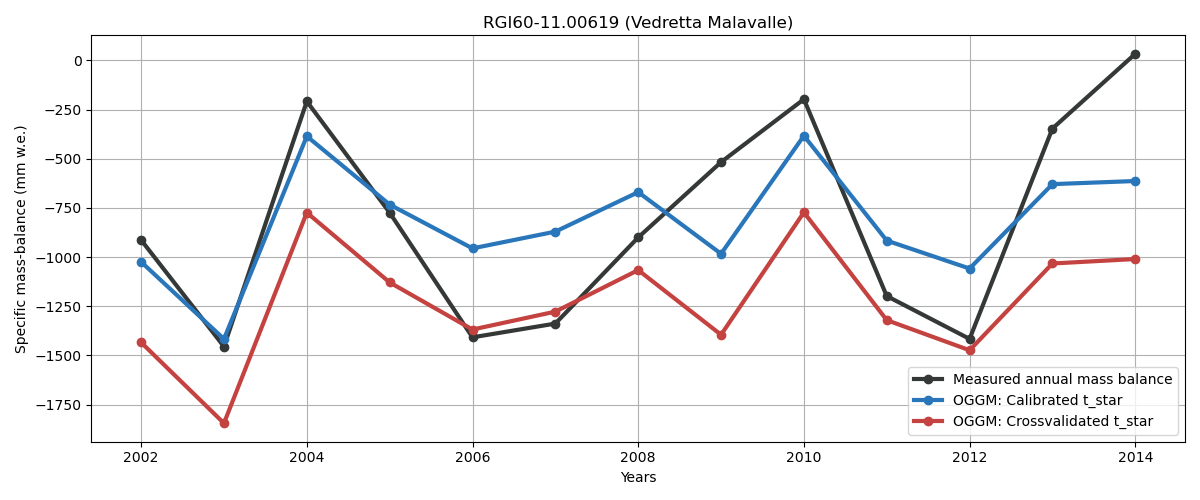 RGI60-11.00619 (Vedretta Malavalle)
Specific mass-balance (mm w.e.)
0
−250
−500
−750
−1000
−1250
−1500
−1750
Measured annual mass balance
OGGM: Calibrated t_star
OGGM: Crossvalidated t_star
2002 2004 2006 2008 2010 2012 2014
Years